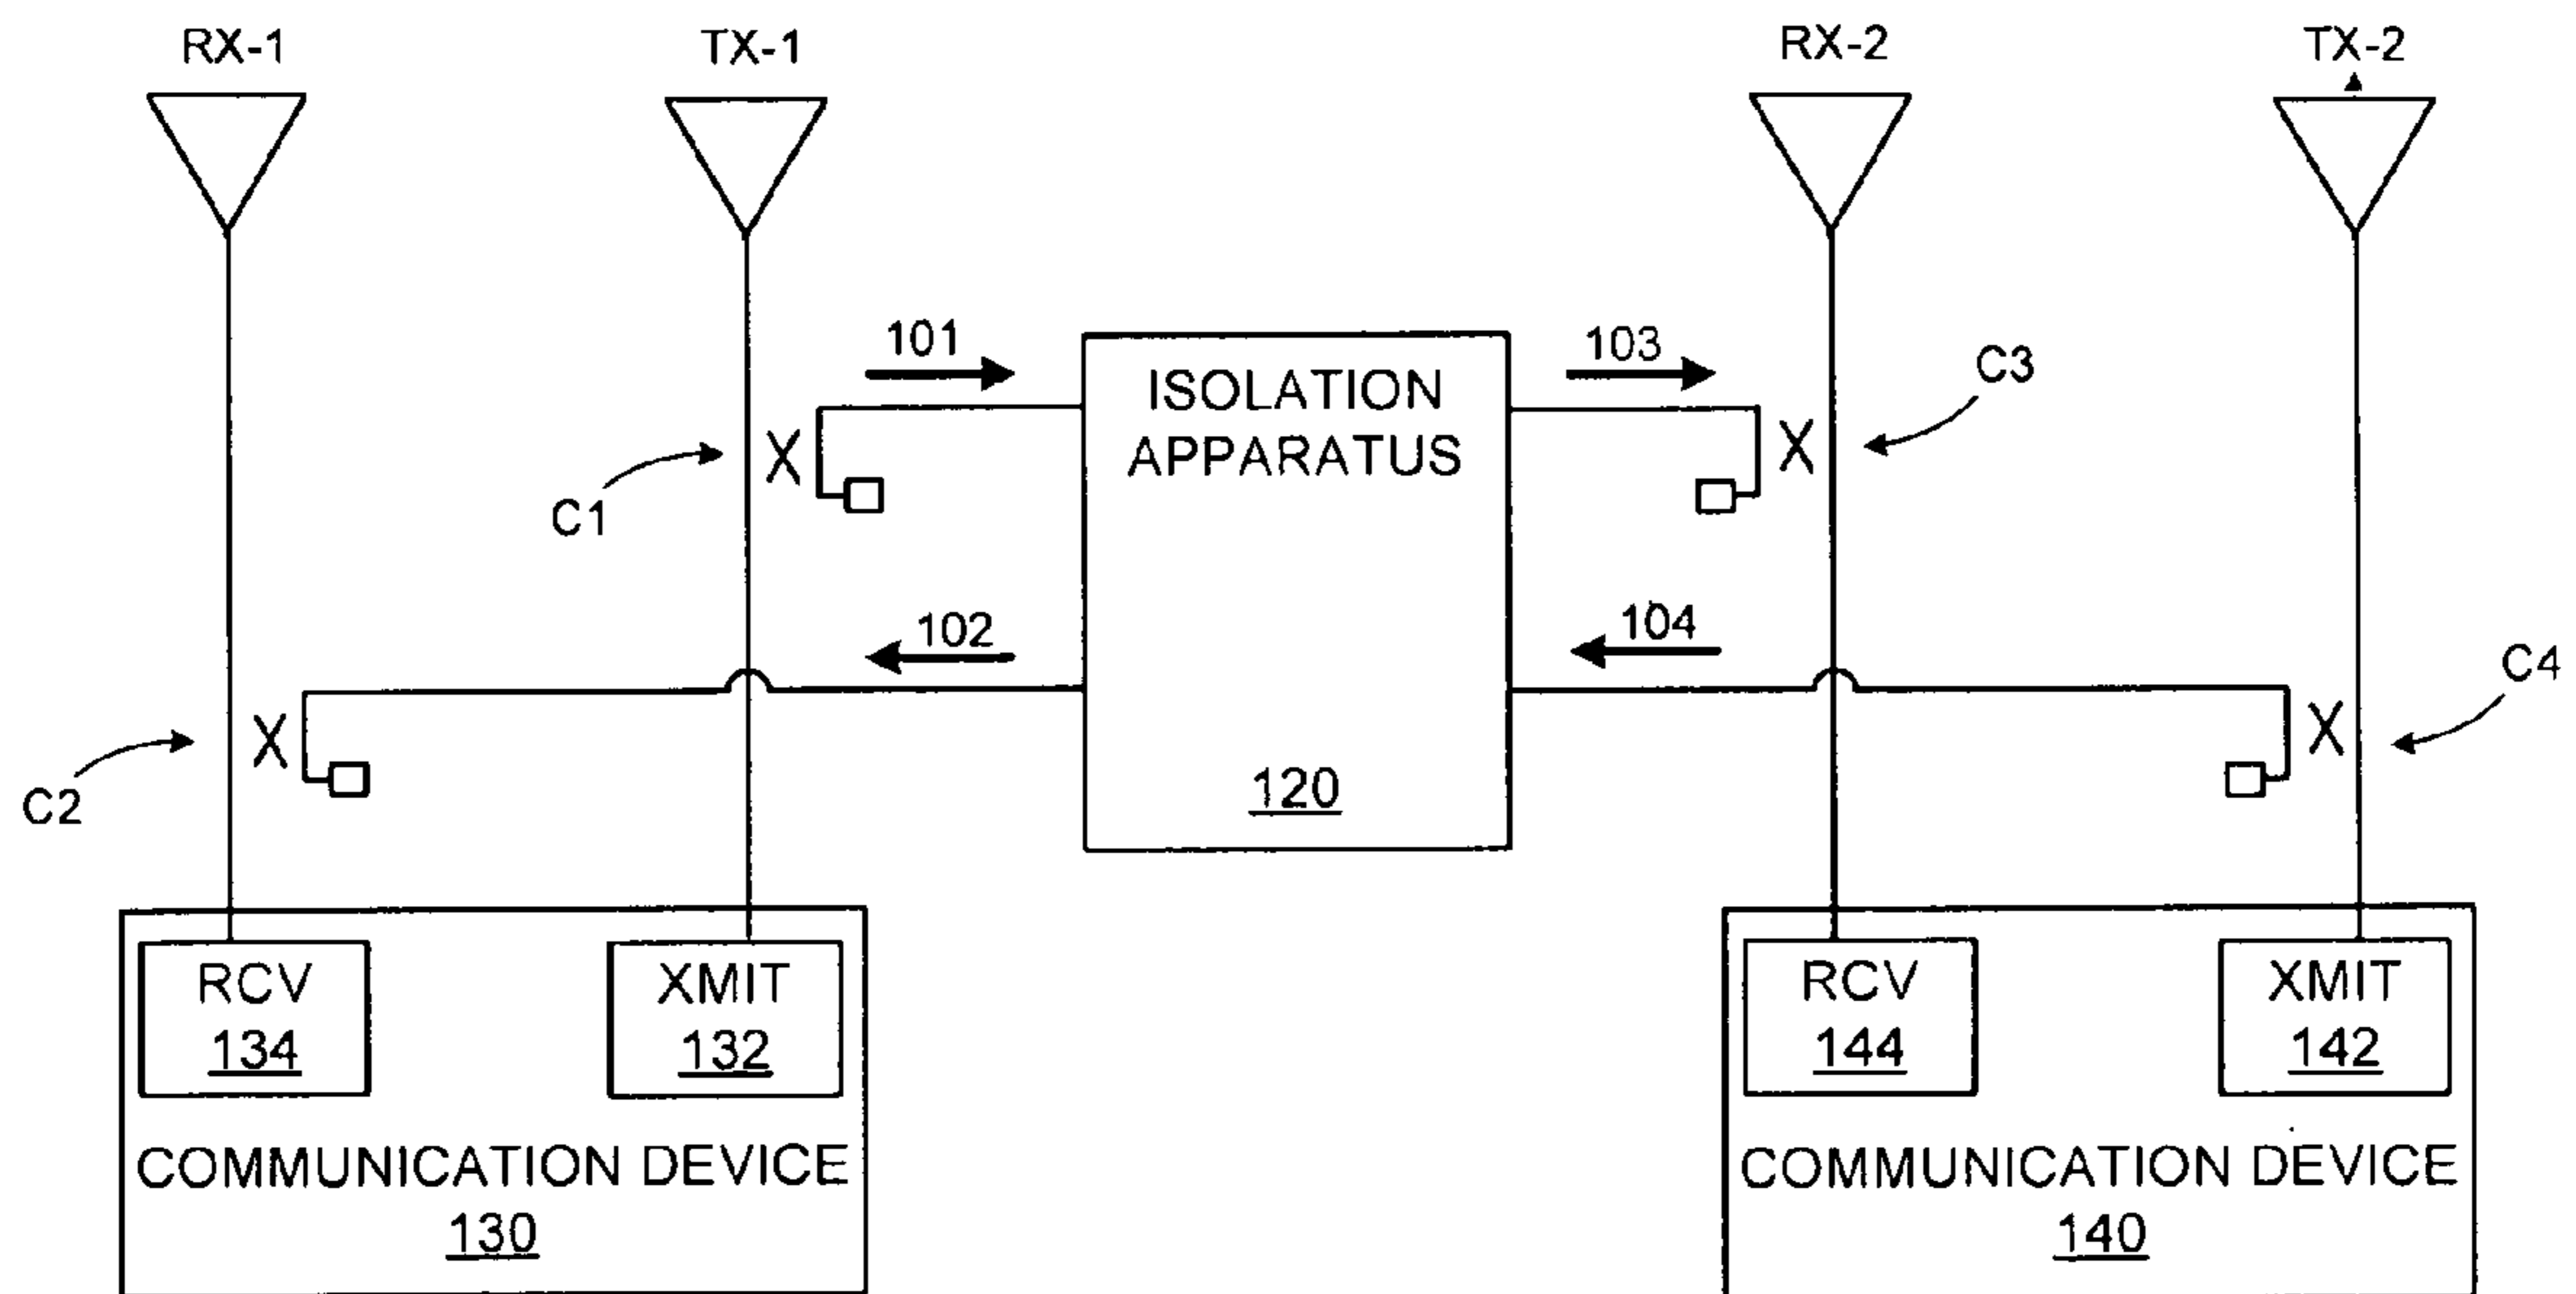 RX-1
TX-1
RX-2
TX-2
101
103
ISOLATION
APPARATUS
C3
X
X
C1
102
104
C4
X
X
C2
120
RCV
134
XMIT
132
RCV
144
XMIT
142
COMMUNICATION DEVICE
130
COMMUNICATION DEVICE
140